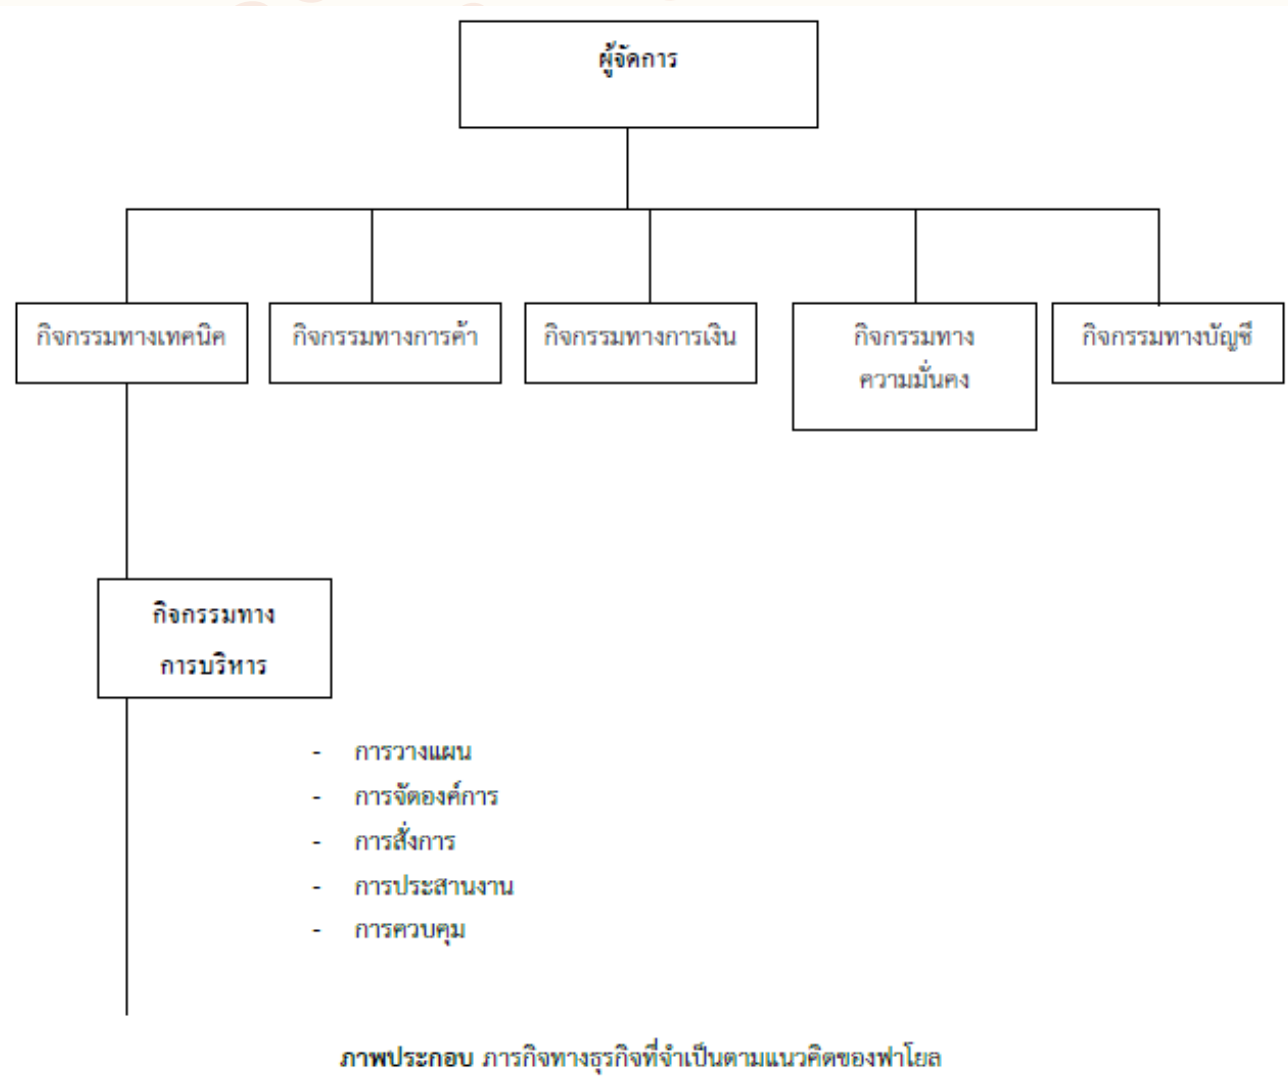 ผู้จัดการ
กิจกรรมทางเทคนิค
กิจกรรมทางการค้า
กิจกรรมทางการเงิน
กิจกรรมทาง
ความมั่นคง
กิจกรรมทางบัญชี
กิจกรรมทาง
การบริหาร
- การวางแผน
- การจัดองค์การ
- การสั่งการ
- การประสานงาน
- การควบคุม
ภาพประกอบ ภารกิจทางธุรกิจที่จำเป็นตามแนวคิดของฟาโยล